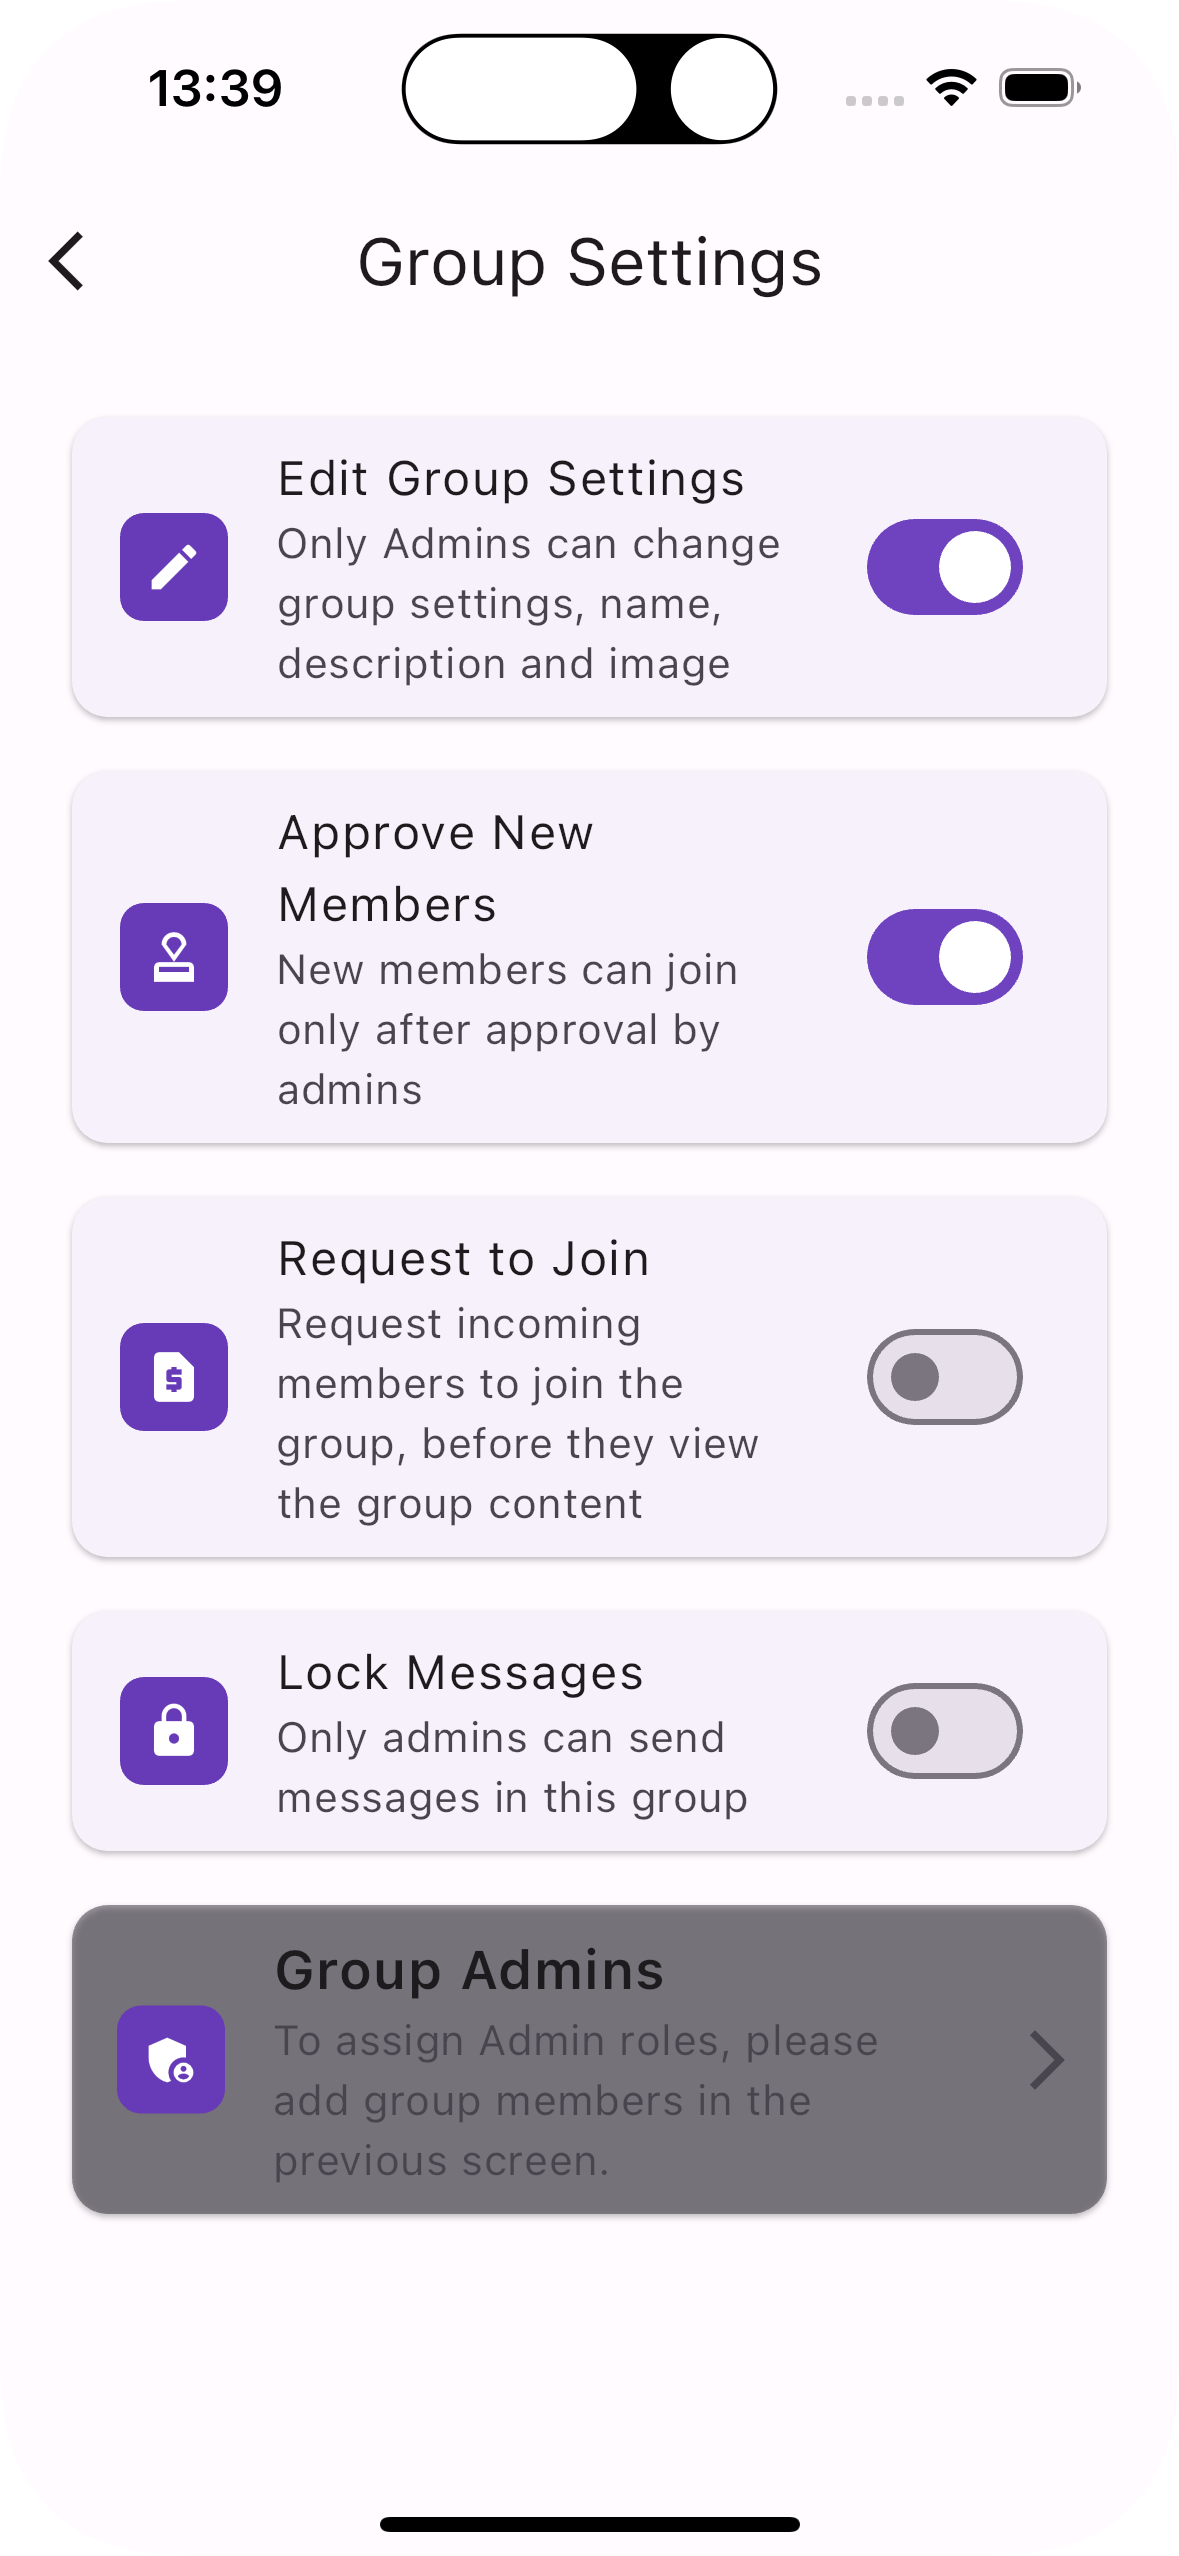 13:39
Group Settings
Edit Group Settings
Only Admins can change
group settings, name,
description and image
Approve New
Members
New members can join
only after approval by
admins
Request to Join
Request incoming
members to join the
group, before they view
the group content
Lock Messages
Only admins can send
messages in this group
Group Admins
To assign Admin roles, please
add group members in the
previous screen.